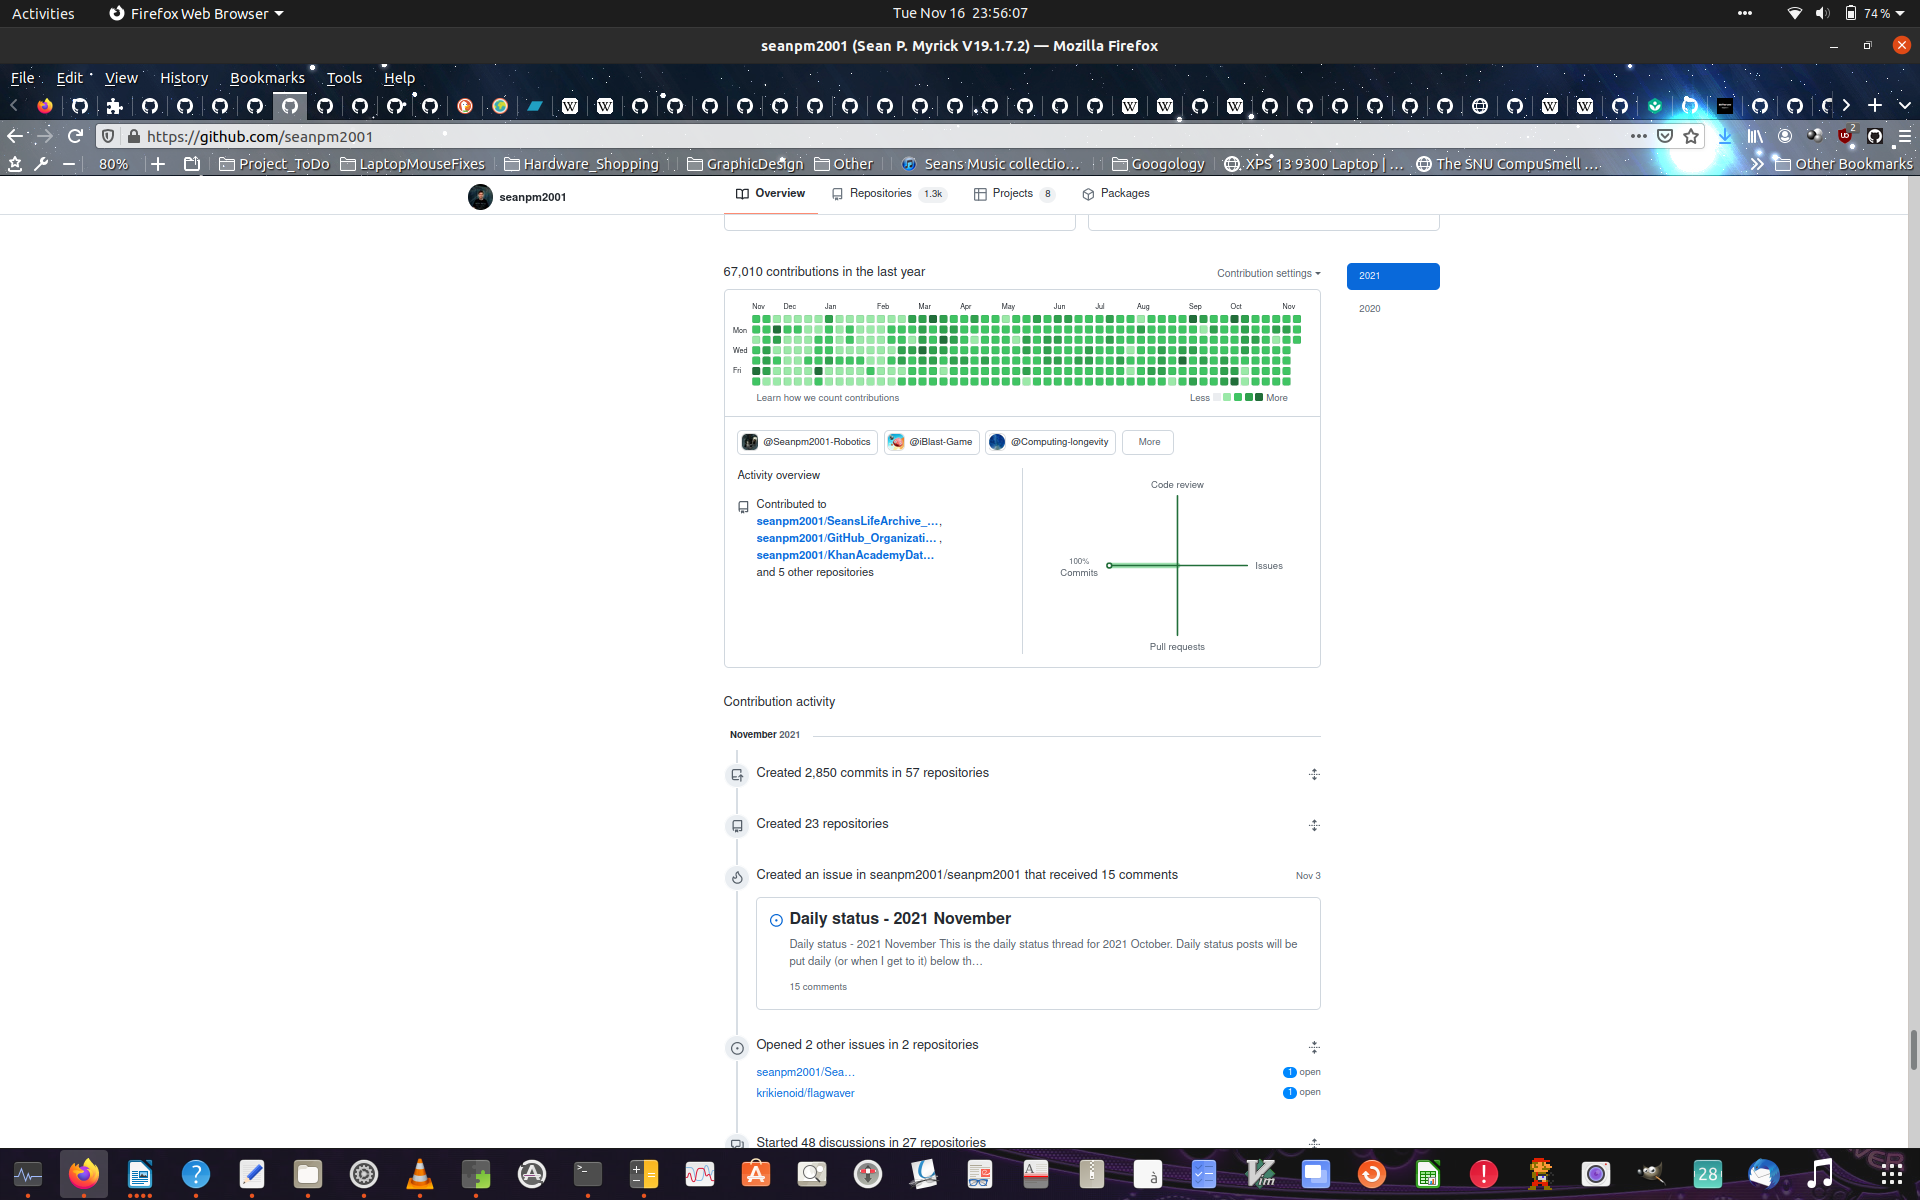 Activities
Firefox Web Browser
Tue Nov 16 23:56:07
74 %
seanpm2001 (Sean P. Myrick V19.1.7.2) — Mozilla Firefox
File Edit View History Bookmarks Tools Help
https://github.com/seanpm2001
2
80%
Project_ToDo
LaptopMouseFixes
Hardware_Shopping
GraphicDesign
Other
Seans Music collectio…
Googology
XPS 13 9300 Laptop | …
The SNU CompuSmell …
Other Bookmarks
seanpm2001
Overview
Repositories 1.3k
Projects 8
Packages
67,010 contributions in the last year
Contribution settings
2021
2020
Nov Dec Jan Feb Mar Apr May Jun Jul Aug Sep Oct Nov
Mon
Wed
Fri
Learn how we count contributions
Less
More
@Seanpm2001-Robotics
@iBlast-Game
@Computing-longevity
More
Activity overview
Contributed to
seanpm2001/SeansLifeArchive_…,
seanpm2001/GitHub_Organizati… ,
seanpm2001/KhanAcademyDat…
and 5 other repositories
Code review
100%
Commits
Issues
Pull requests
Contribution activity
November 2021
Created 2,850 commits in 57 repositories
Created 23 repositories
Created an issue in seanpm2001/seanpm2001 that received 15 comments
Nov 3
Daily status - 2021 November
Daily status - 2021 November This is the daily status thread for 2021 October. Daily status posts will be
put daily (or when I get to it) below th…
15 comments
Opened 2 other issues in 2 repositories
seanpm2001/Sea…
1 open
krikienoid/flagwaver
1 open
Started 48 discussions in 27 repositories
28